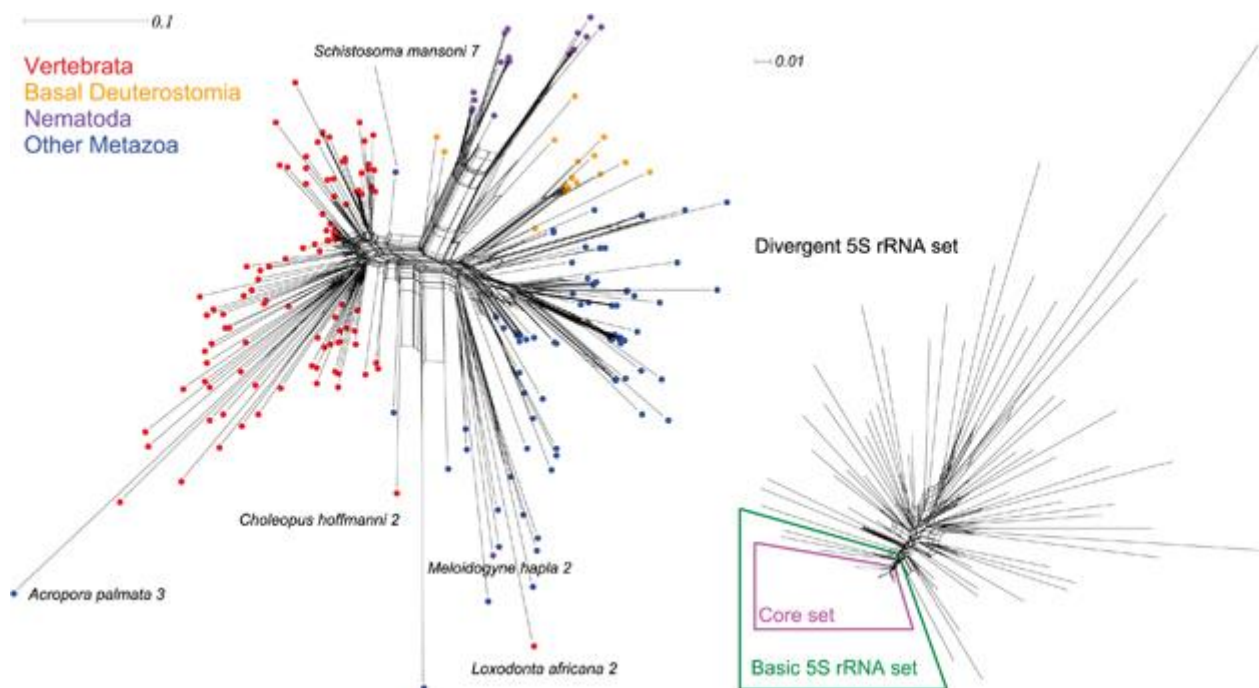 0.1
Vertebrata
Basal Deuterostomia
Nematoda
Other Metazoa
Schistosoma mansoni 7
Choleopus hoffmanni 2
Acropora palmata 3
Meloidogyne hapla 2
Loxodonta africana 2
0.01
Divergent 5S rRNA set
Core set
Basic 5S rRNA set